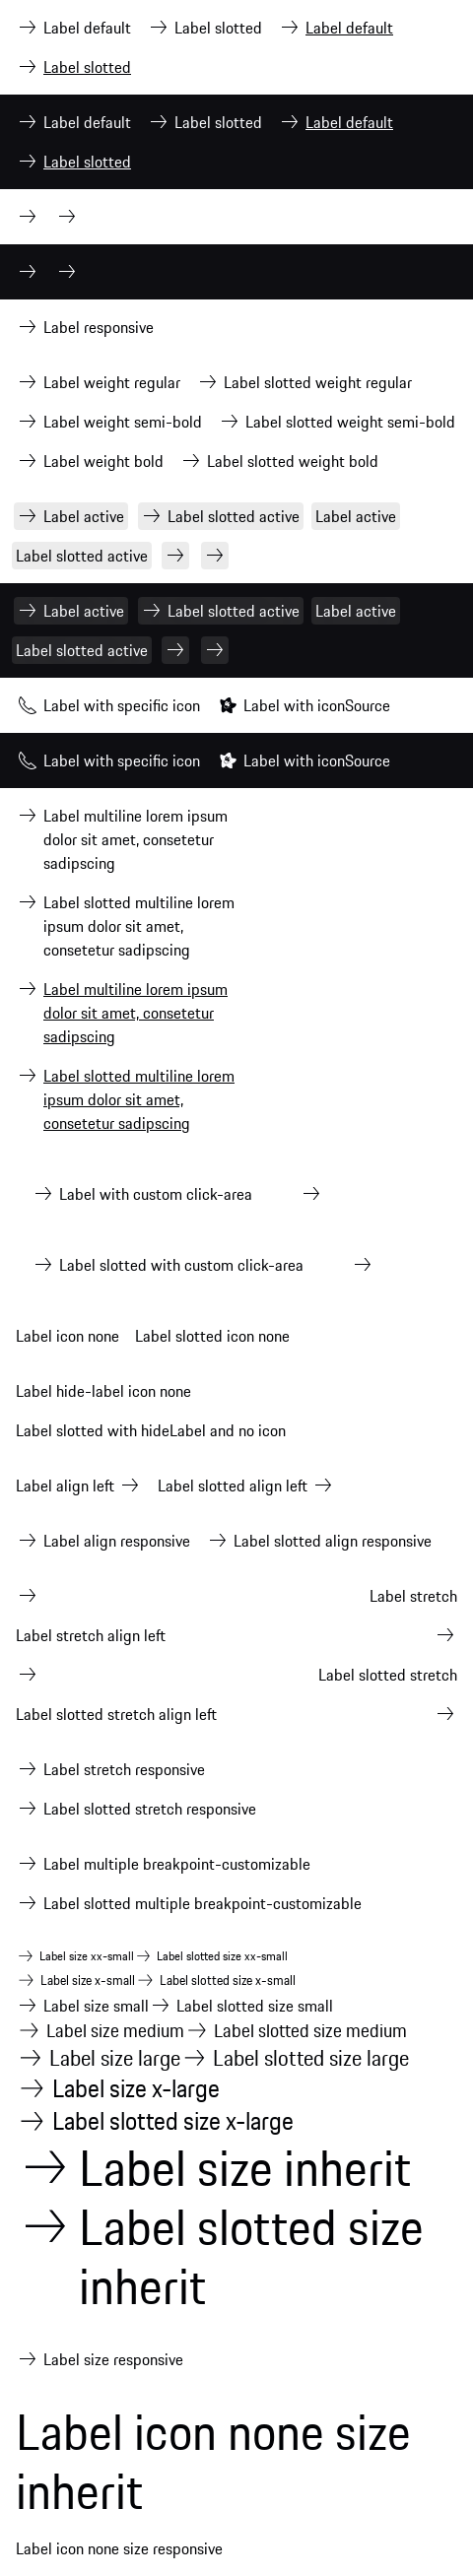 Label default Label slotted Label default
Label slotted
Label default Label slotted Label default
Label slotted
Label responsive
Label weight regular Label slotted weight regular
Label weight semi-bold Label slotted weight semi-bold
Label weight bold Label slotted weight bold
Label active Label slotted active Label active
Label slotted active
Label active Label slotted active Label active
Label slotted active
Label with specific icon Label with iconSource
Label with specific icon Label with iconSource
Label multiline lorem ipsum
dolor sit amet, consetetur
sadipscing
Label slotted multiline lorem
ipsum dolor sit amet,
consetetur sadipscing
Label multiline lorem ipsum
dolor sit amet, consetetur
sadipscing
Label slotted multiline lorem
ipsum dolor sit amet,
consetetur sadipscing
Label with custom click-area
Label slotted with custom click-area
Label icon none Label slotted icon none
Label hide-label icon none
Label slotted with hideLabel and no icon
Label align left Label slotted align left
Label align responsive Label slotted align responsive
Label stretch
Label stretch align left
Label slotted stretch
Label slotted stretch align left
Label stretch responsive
Label slotted stretch responsive
Label multiple breakpoint-customizable
Label slotted multiple breakpoint-customizable
Label size xx-small Label slotted size xx-small
Label size x-small Label slotted size x-small
Label size small Label slotted size small
Label size medium Label slotted size medium
Label size large Label slotted size large
Label size x-large
Label slotted size x-large
Label size inherit
Label slotted size
inherit
Label size responsive
Label icon none size
inherit
Label icon none size responsive